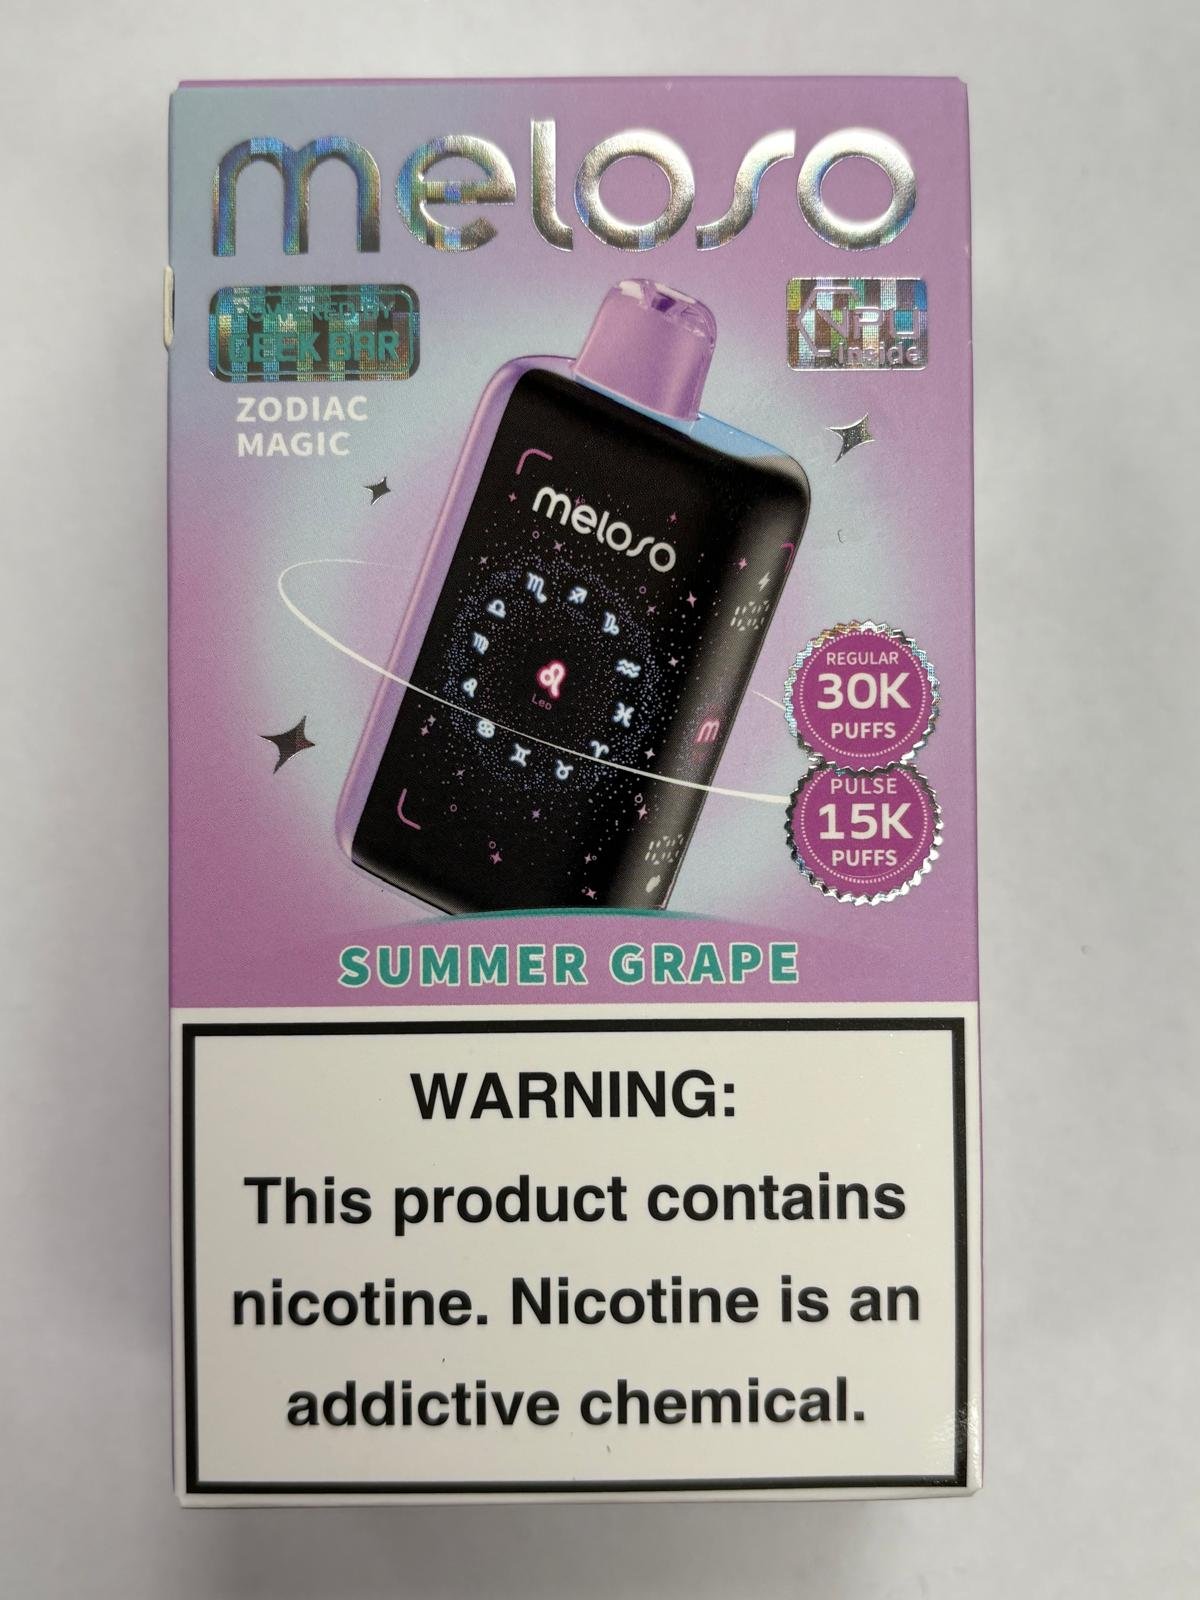 meloso
POWERED BY
GEEK BAR
VPU
Inside
ZODIAC
MAGIC
meloso
Leo
m
REGULAR
30K
PUFFS
PULSE
15K
PUFFS
SUMMER GRAPE
WARNING:
This product contains
nicotine. Nicotine is an
addictive chemical.